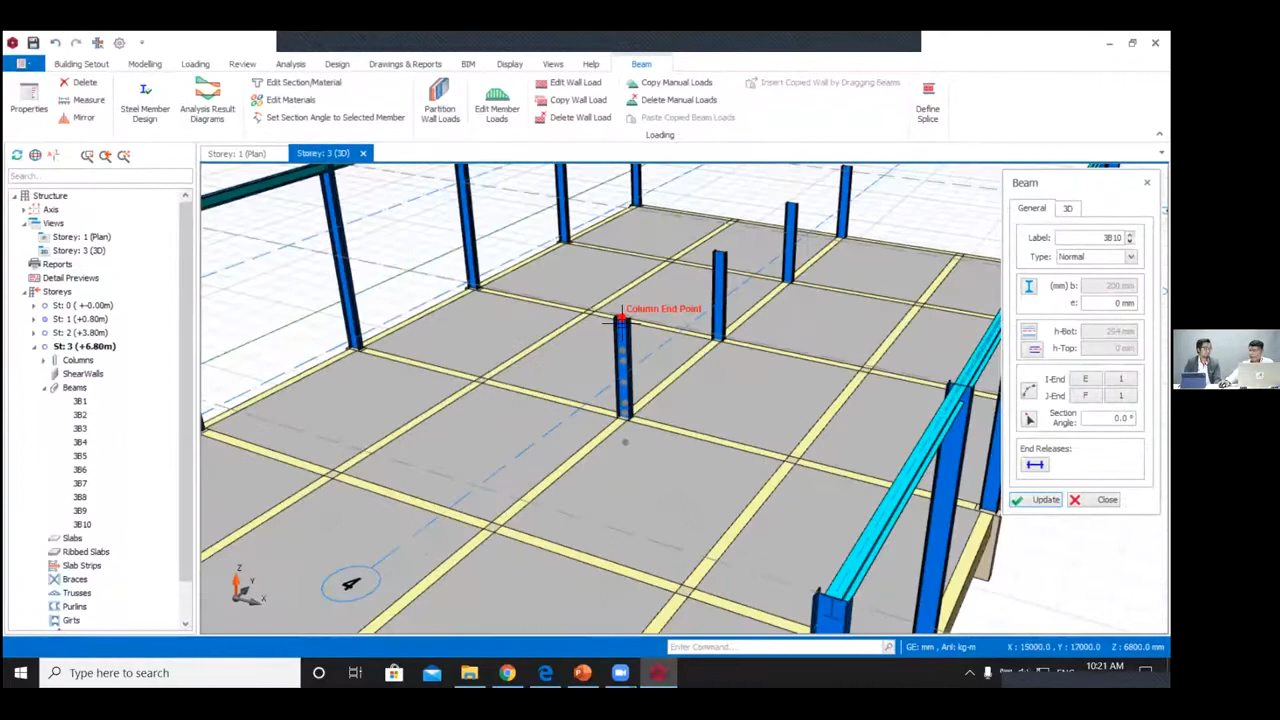 Building Setout
Modelling
Loading
Review
Analysis
Design
Drawings & Reports
BIM
Display
Views
Help
Beam
Properties
Delete
Measure
Mirror
Steel Member
Design
Analysis Result
Diagrams
Edit Section/Material
Edit Materials
Set Section Angle to Selected Member
Partition
Wall Loads
Edit Member
Loads
Edit Wall Load
Copy Wall Load
Delete Wall Load
Copy Manual Loads
Delete Manual Loads
Paste Copied Beam Loads
Insert Copied Wall by Dragging Beams
Loading
Define
Splice
Storey: 1 (Plan)
Storey: 3 (3D)
Search...
Structure
Axis
Views
Storey: 1 (Plan)
Storey: 3 (3D)
Reports
Detail Previews
Storeys
St: 0 ( +-0.00m)
St: 1 (+0.80m)
St: 2 (+3.80m)
St: 3 (+6.80m)
Columns
ShearWalls
Beams
3B1
3B2
3B3
3B4
3B5
3B6
3B7
3B8
3B9
3B10
Slabs
Ribbed Slabs
Slab Strips
Braces
Trusses
Purlins
Girts
Column End Point
4
Z
Y
X
Beam
General
3D
Label: 3B10
Type: Normal
(mm) b: 200 mm
e: 0 mm
h-Bot: 264 mm
h-Top: 0 mm
I-End E 1
J-End F 1
Section
Angle: 0.0 °
End Releases:
Update
Close
Enter Command...
GE: mm , Anl: kg-m
X : 15000.0 , Y : 17000.0
Z : 6800.0 mm
Type here to search
ENG
10:21 AM